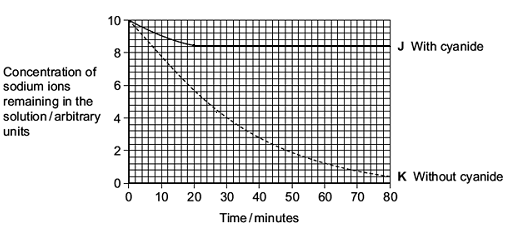 10
8
6
4
2
0
Concentration of
sodium ions
remaining in the
solution / arbitrary
units
J With cyanide
K Without cyanide
0 10 20 30 40 50 60 70 80
Time / minutes